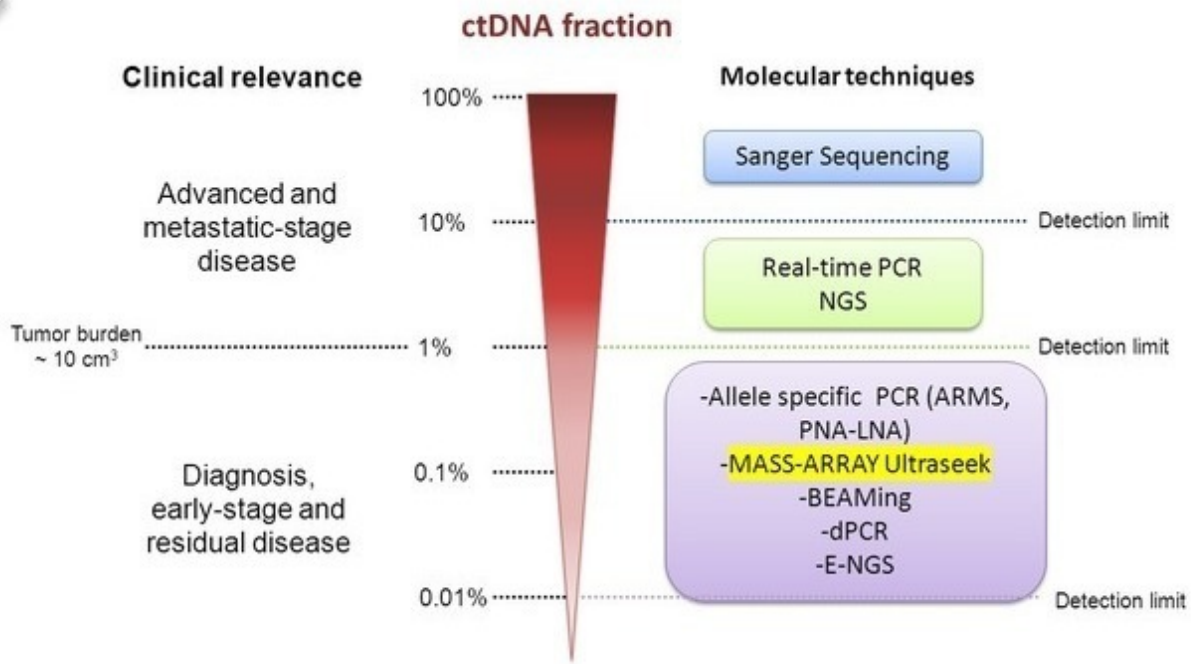 ctDNA fraction
Clinical relevance
Molecular techniques
100%
Sanger Sequencing
Advanced and
metastatic-stage
disease
10%
Detection limit
Real-time PCR
NGS
Tumor burden
~ 10 cm³
1%
Detection limit
-Allele specific PCR (ARMS,
PNA-LNA)
-MASS-ARRAY Ultraseek
-BEAMing
-dPCR
-E-NGS
Diagnosis,
early-stage and
residual disease
0.1%
0.01%
Detection limit